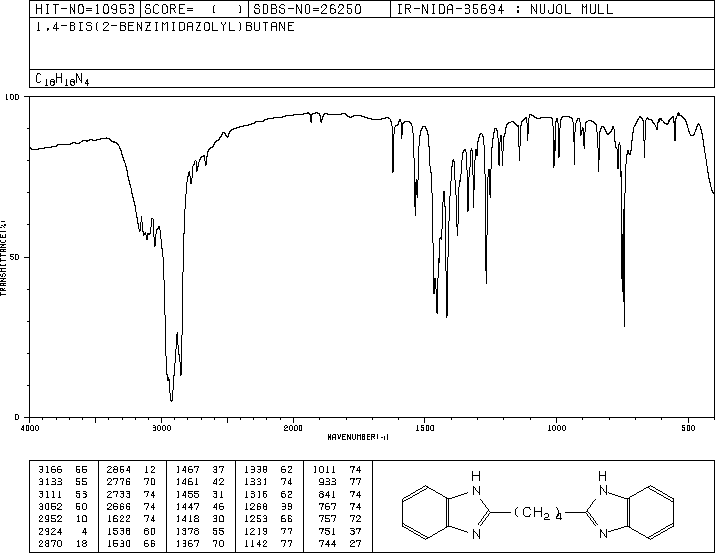 HIT-NO=10953 SCORE= ( ) SDBS-NO=26250 IR-NIDA-35694 : NUJOL MULL
1,4-BIS(2-BENZIMIDAZOLYL)BUTANE
C18H18N4
100
50
0
TRANSMITTANCE(%)
4000 3000 2000 1500 1000 500
WAVENUMBER(-1)
3166 56 2854 12 1467 37 1338 62 1011 74
3133 55 2776 70 1461 42 1331 74 933 77
3111 53 2733 74 1455 31 1316 62 841 74
3062 60 2666 74 1447 46 1268 39 767 74
2952 10 1622 74 1418 30 1253 66 757 72
2924 4 1538 60 1378 55 1219 77 751 37
2870 18 1530 66 1367 70 1142 77 744 27
H H
N N
(CH2)4
N N